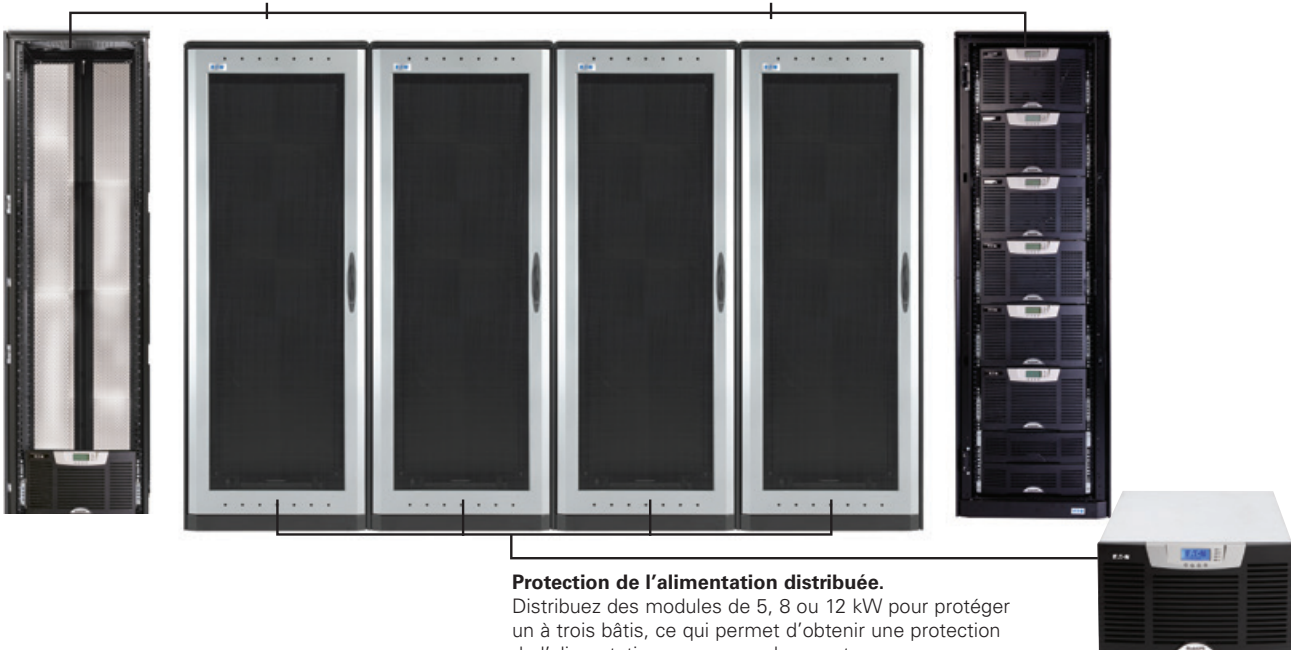 Protection de l'alimentation distribuée.
Distribuez des modules de 5, 8 ou 12 kW pour protéger
un à trois bâtis, ce qui permet d'obtenir une protection